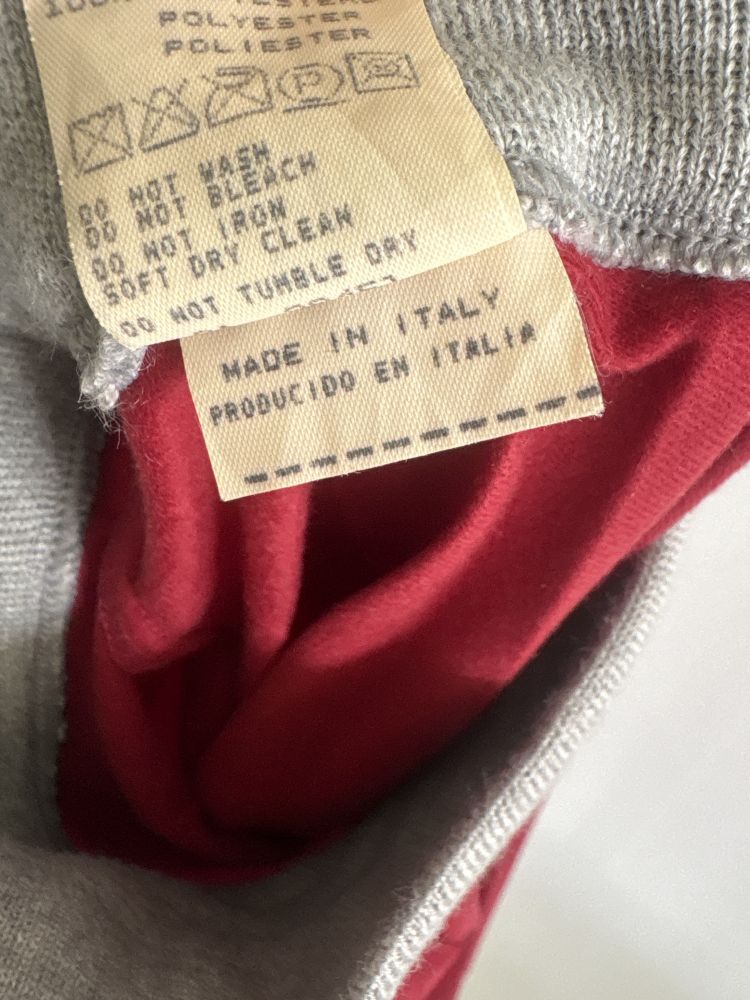 POLYESTER
POLIESTER
P
DO NOT WASH
DO NOT BLEACH
DO NOT IRON
SOFT DRY CLEAN
DO NOT TUMBLE DRY
MADE IN ITALY
PRODUCIDO EN ITALIA